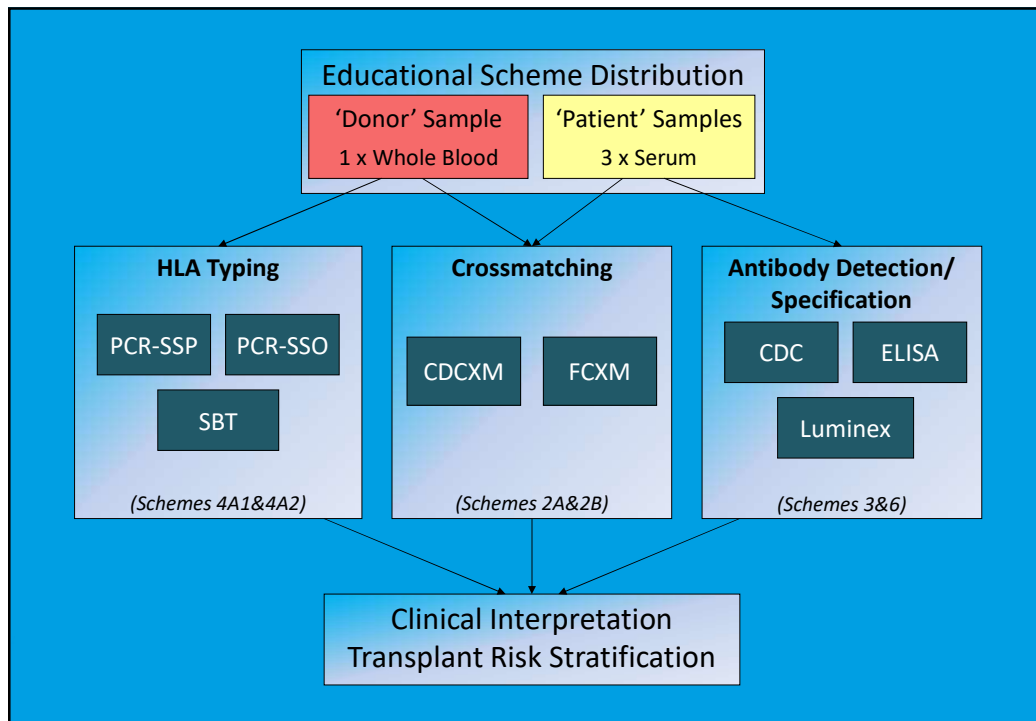 Educational Scheme Distribution
‘Donor’ Sample
1 x Whole Blood
‘Patient’ Samples
3 x Serum
HLA Typing
PCR-SSP
PCR-SSO
SBT
(Schemes 4A1&4A2)
Crossmatching
CDCXM
FCXM
(Schemes 2A&2B)
Antibody Detection/
Specification
CDC
ELISA
Luminex
(Schemes 3&6)
Clinical Interpretation
Transplant Risk Stratification